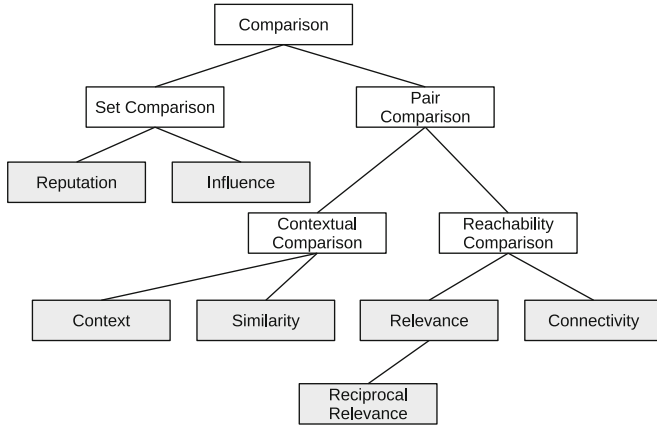 Comparison
Set Comparison
Pair
Comparison
Reputation
Influence
Contextual
Comparison
Reachability
Comparison
Context
Similarity
Relevance
Connectivity
Reciprocal
Relevance